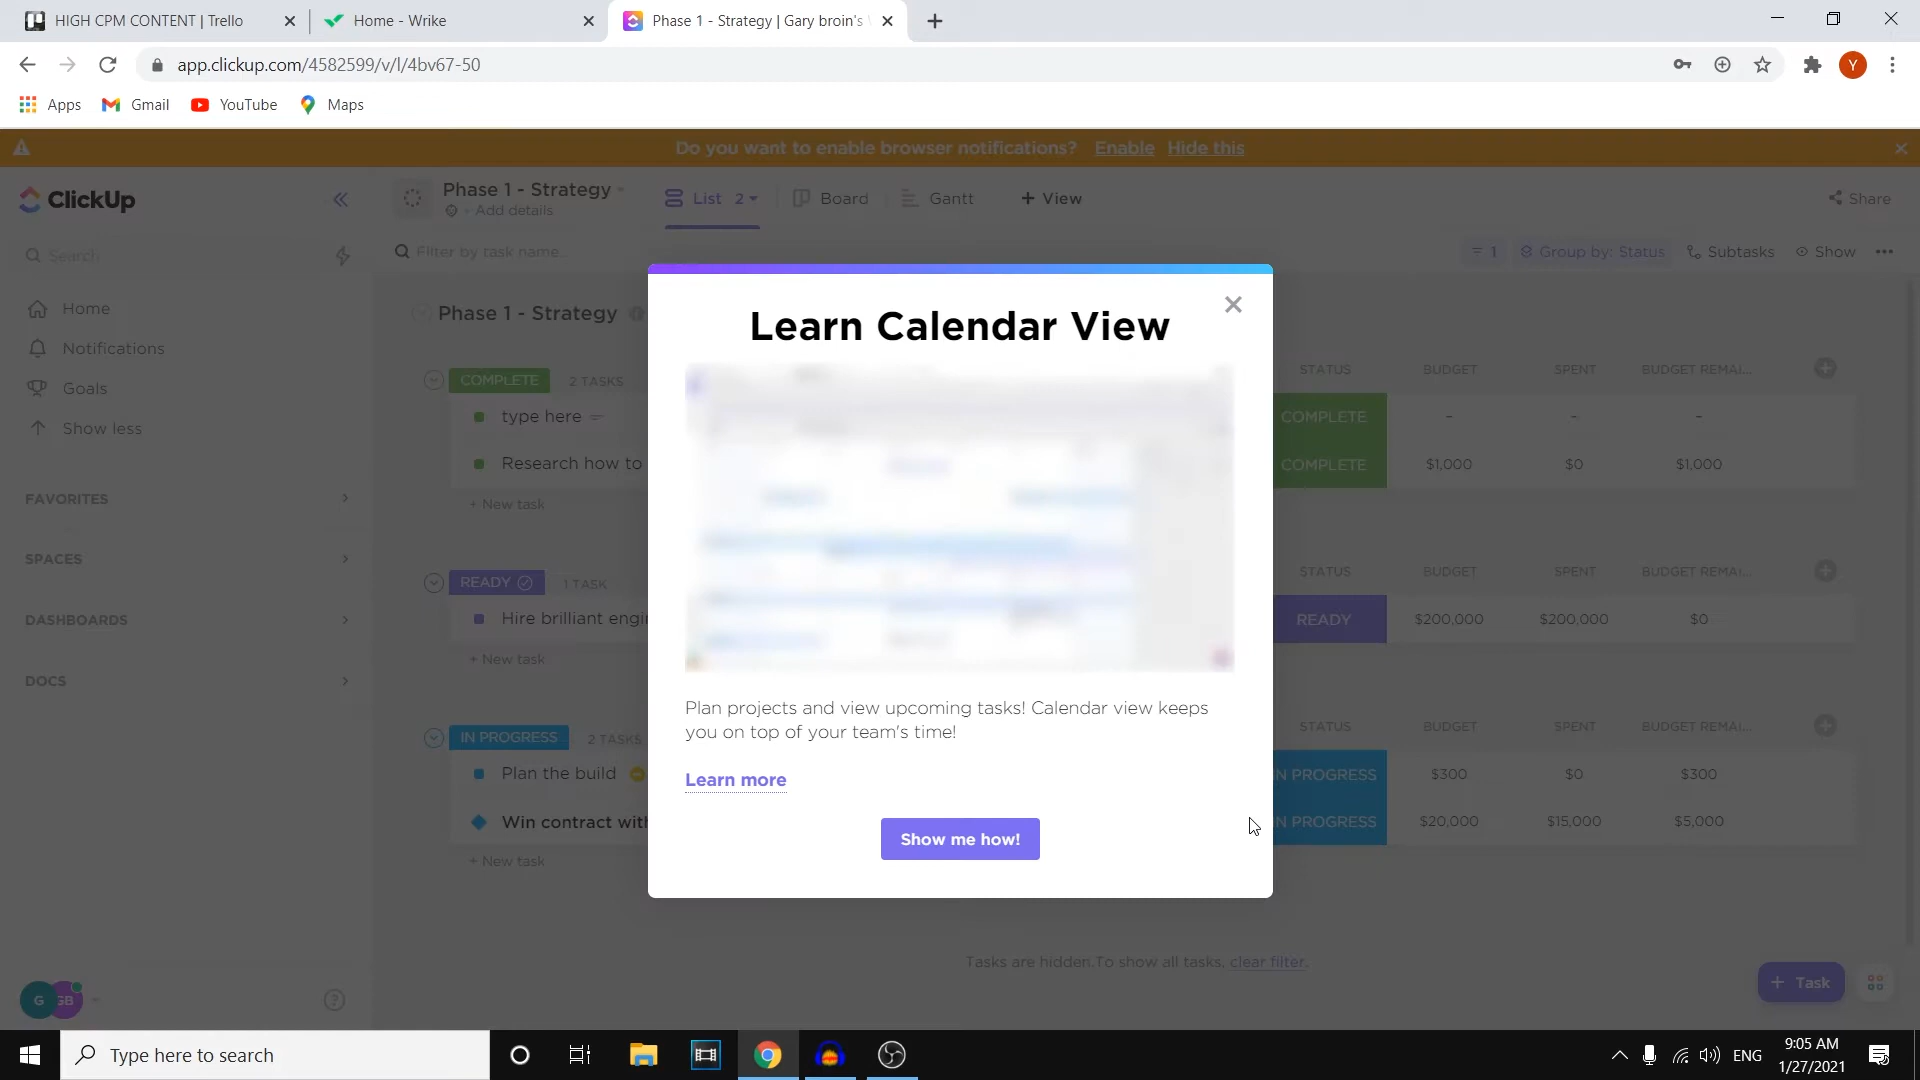 HIGH CPM CONTENT | Trello
Home - Wrike
Phase 1 - Strategy | Gary broin's
app.clickup.com/4582599/v/l/4bv67-50
Y
Apps
Gmail
YouTube
Maps
Do you want to enable browser notifications? Enable Hide this
ClickUp
Phase 1 - Strategy
Add details
List 2
Board
Gantt
+ View
Share
Search
Filter by task name...
1
Group by: Status
Subtasks
Show
Home
Notifications
Goals
Show less
FAVORITES
SPACES
DASHBOARDS
DOCS
Phase 1 - Strategy
COMPLETE 2 TASKS
STATUS BUDGET SPENT BUDGET REMAI...
type here COMPLETE - - -
Research how to COMPLETE $1,000 $0 $1,000
+ New task
READY 1 TASK
STATUS BUDGET SPENT BUDGET REMAI...
Hire brilliant engi READY $200,000 $200,000 $0
+ New task
IN PROGRESS 2 TASKS
STATUS BUDGET SPENT BUDGET REMAI...
Plan the build IN PROGRESS $300 $0 $300
Win contract with IN PROGRESS $20,000 $15,000 $5,000
+ New task
Learn Calendar View
Plan projects and view upcoming tasks! Calendar view keeps
you on top of your team's time!
Learn more
Show me how!
Tasks are hidden.To show all tasks, clear filter.
+ Task
G GB
Type here to search
ENG
9:05 AM
1/27/2021